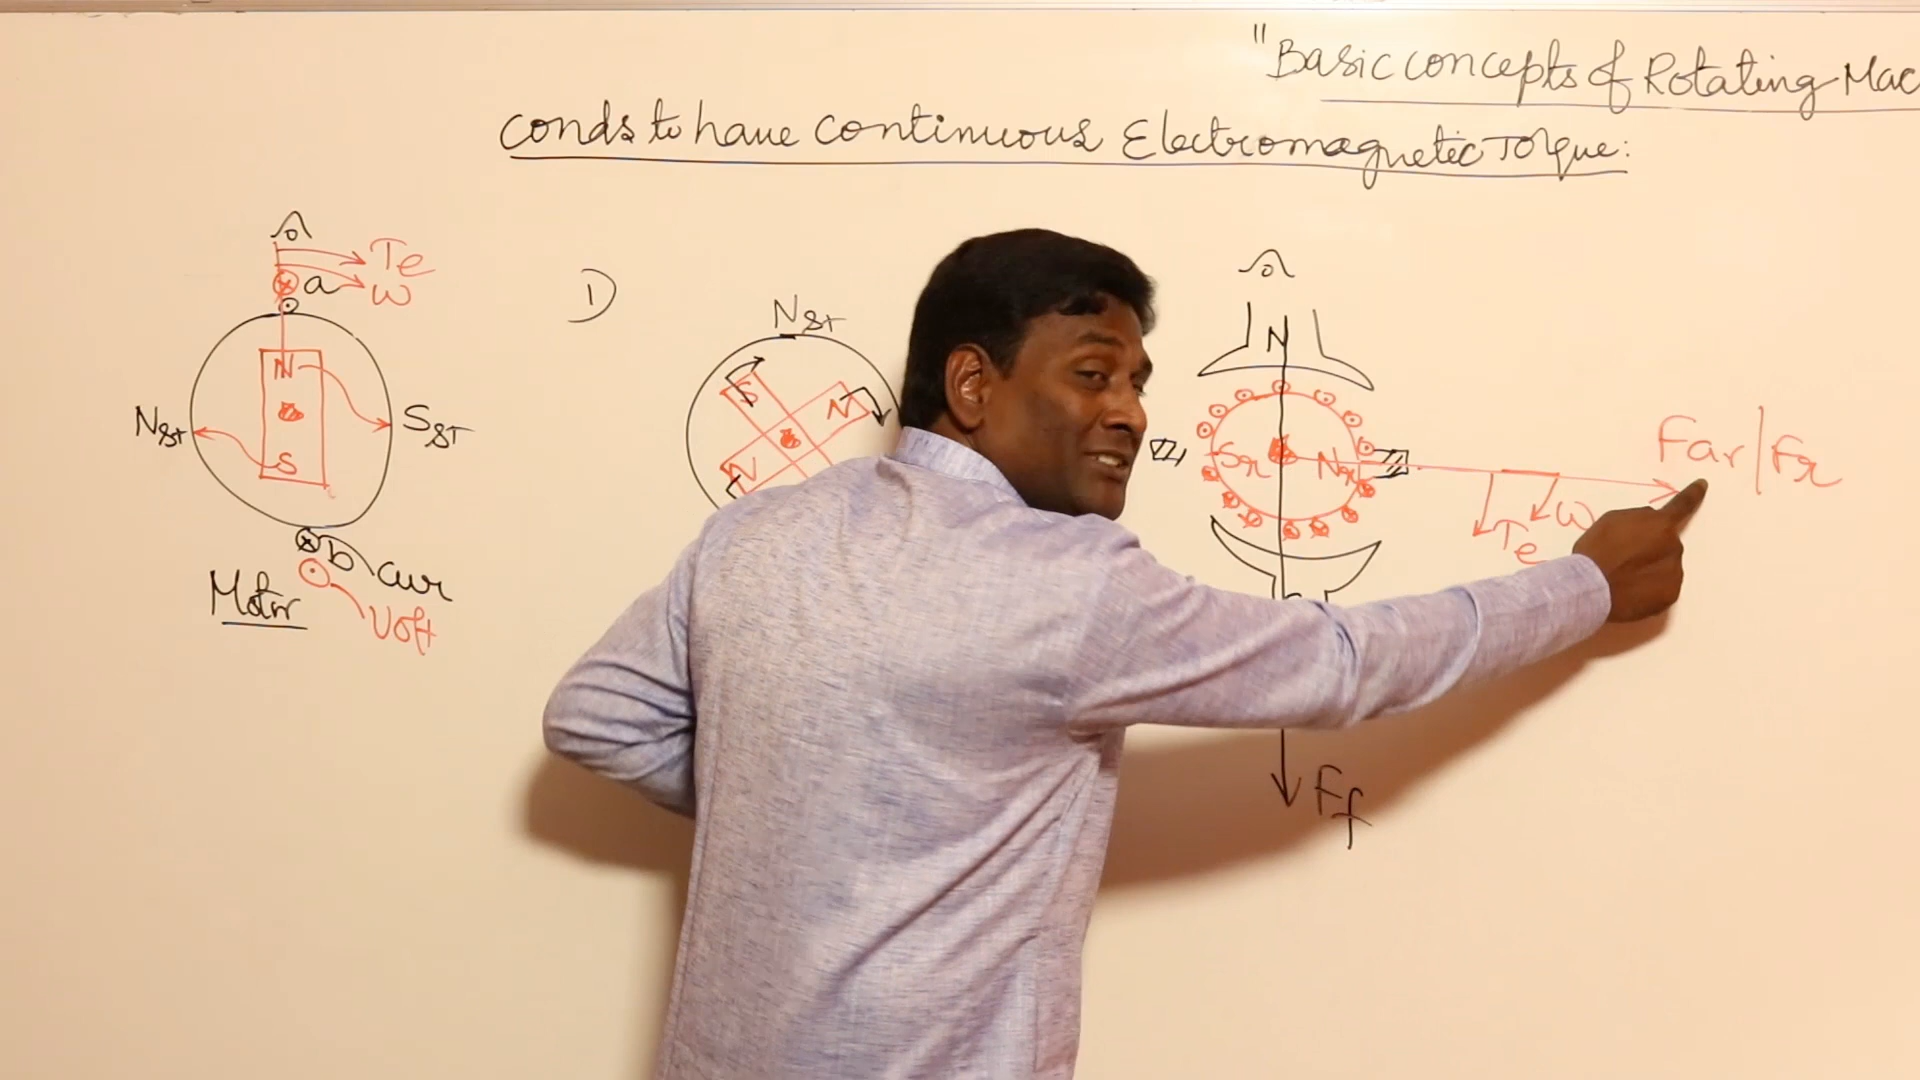 "Basic concepts of Rotating Mac
Conds to have continuous Electromagnetic Torque:
Te
a
ω
N
S
Nst
Sst
b
cur
Volt
Motor
1)
Nst
S
N
N
N
Sr
Nr
Te
ω
Far/Fr
Ff